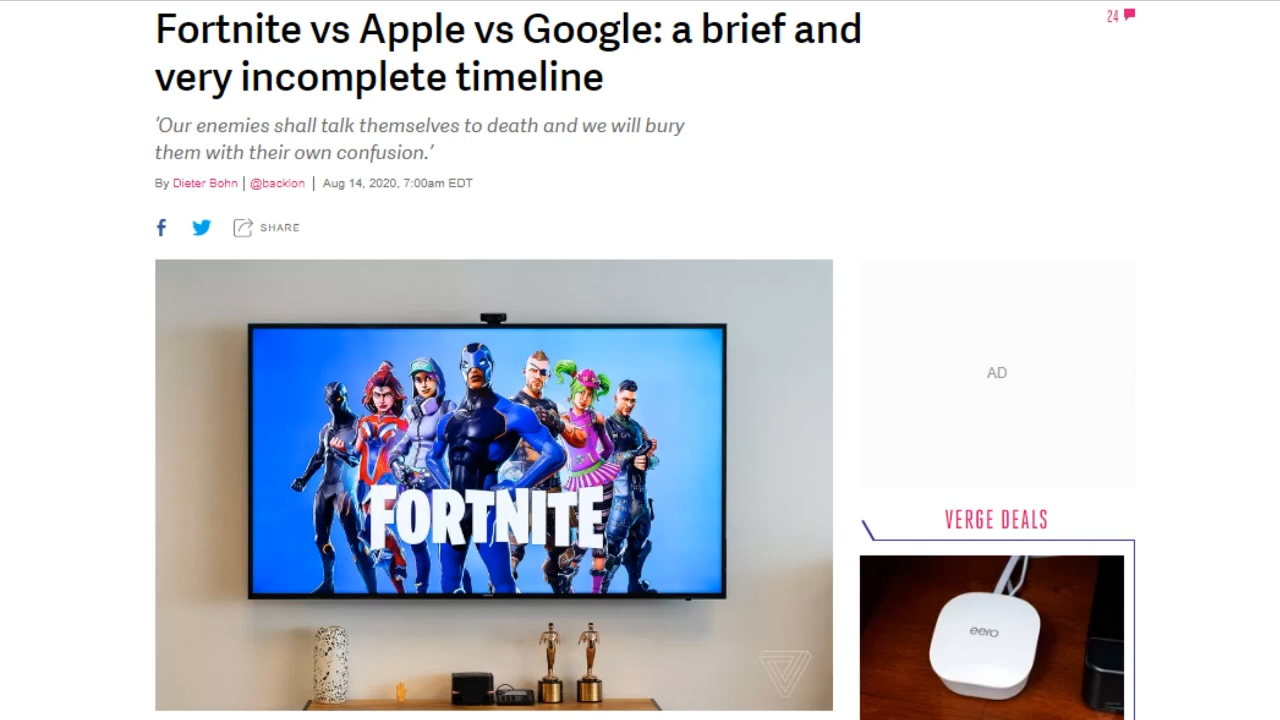 Fortnite vs Apple vs Google: a brief and
very incomplete timeline
24
‘Our enemies shall talk themselves to death and we will bury
them with their own confusion.’
By Dieter Bohn | @backlon | Aug 14, 2020, 7:00am EDT
SHARE
FORTNITE
AD
VERGE DEALS
eero